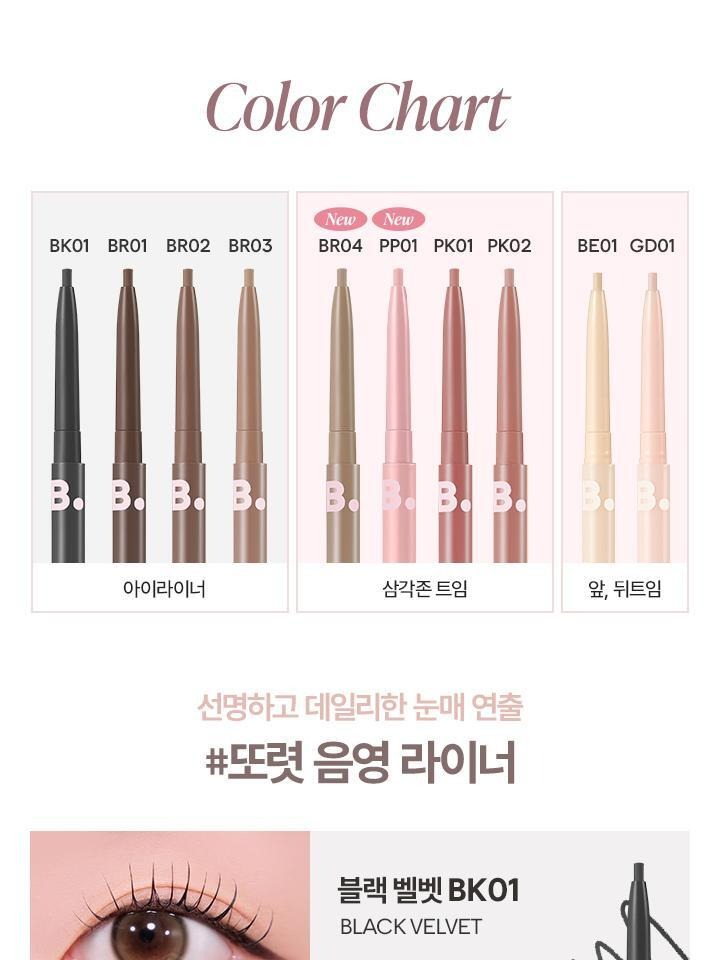 Color Chart
New New
BK01 BR01 BR02 BR03 BR04 PP01 PK01 PK02 BE01 GD01
B. B. B. B. B. B. B. B. B. B.
아이라이너 삼각존 트임 앞, 뒤트임
선명하고 데일리한 눈매 연출
#또렷 음영 라이너
블랙 벨벳 BK01
BLACK VELVET